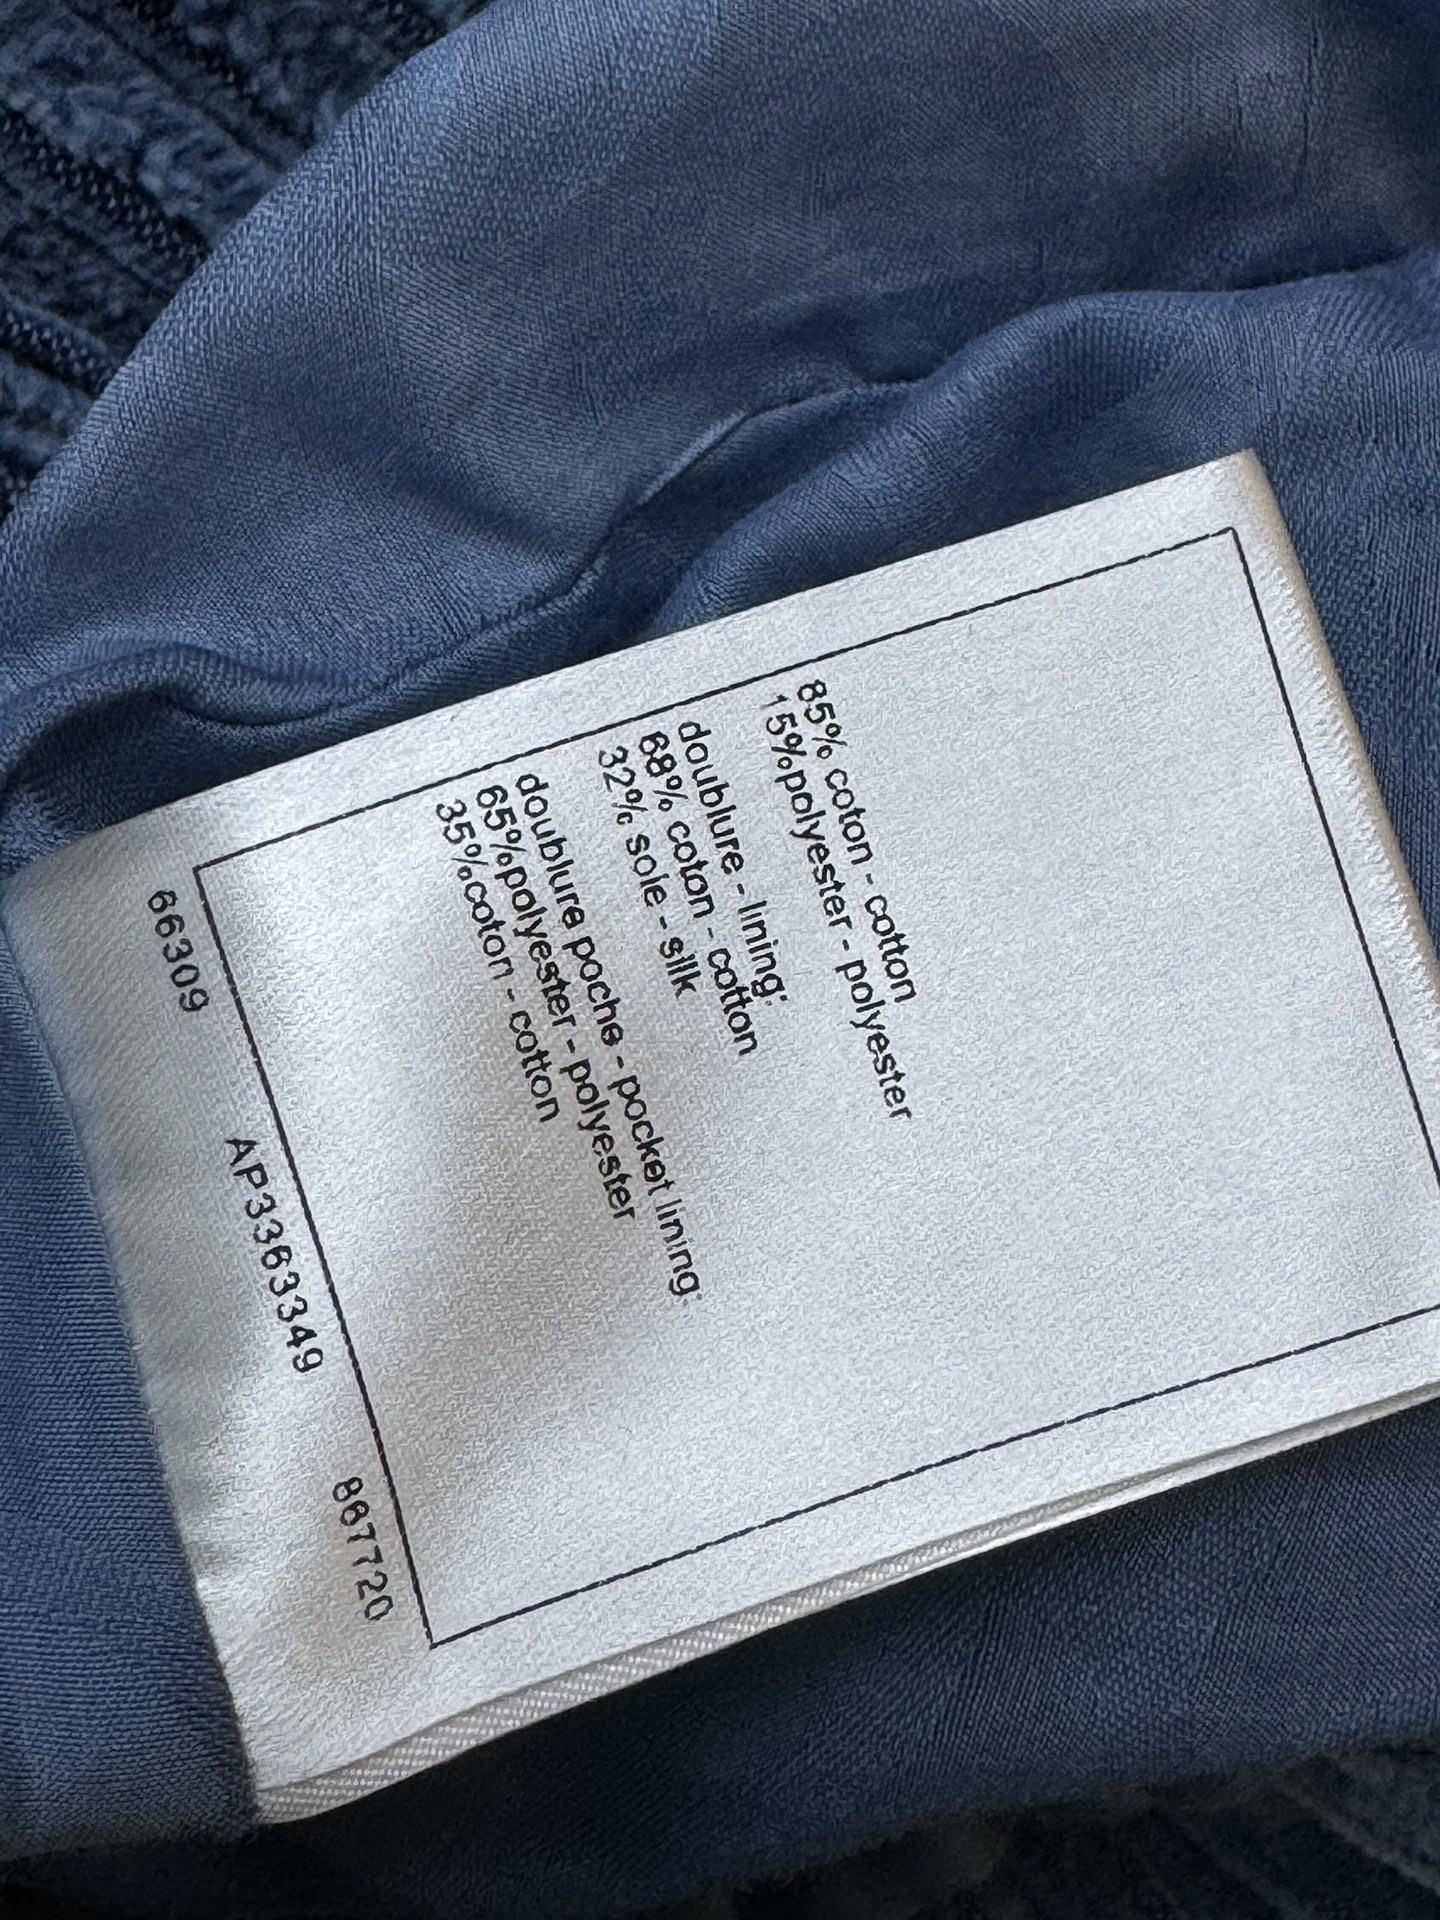 85% coton - cotton
15%polyester - polyester
doublure - lining:
68% coton - cotton
32% soie - silk
doublure poche - pocket lining:
65%polyester - polyester
35%coton - cotton
66309 AP3363349 887720